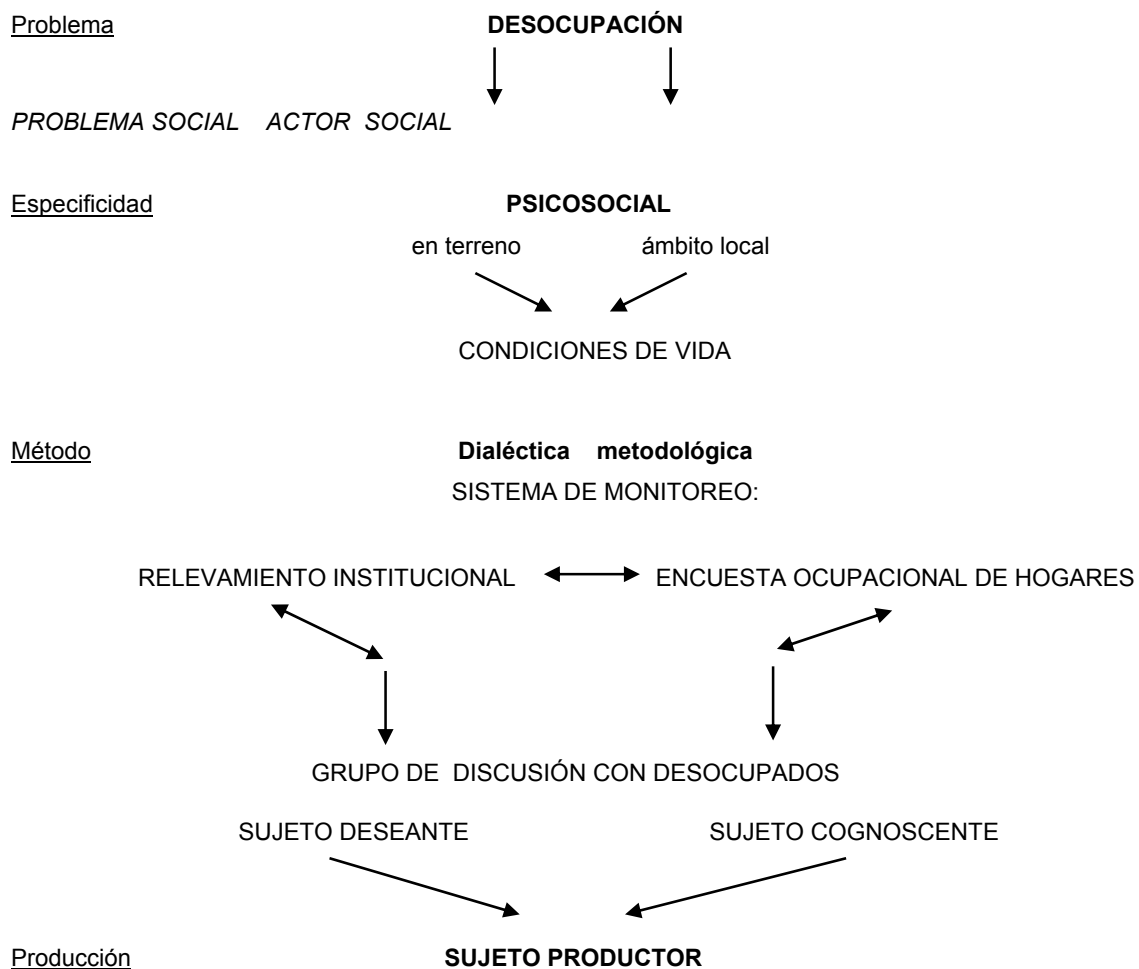 Problema DESOCUPACIÓN
PROBLEMA SOCIAL ACTOR SOCIAL
Especificidad PSICOSOCIAL
en terreno ámbito local
CONDICIONES DE VIDA
Método Dialéctica metodológica
SISTEMA DE MONITOREO:
RELEVAMIENTO INSTITUCIONAL ENCUESTA OCUPACIONAL DE HOGARES
GRUPO DE DISCUSIÓN CON DESOCUPADOS
SUJETO DESEANTE SUJETO COGNOSCENTE
Producción SUJETO PRODUCTOR